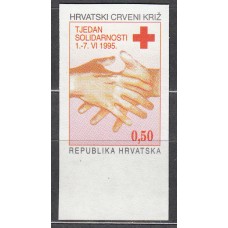 HRVATSKI CRVENI KRIŽ
TJEDAN
SOLIDARNOSTI
1.-7. VI 1995.
0,50
REPUBLIKA HRVATSKA